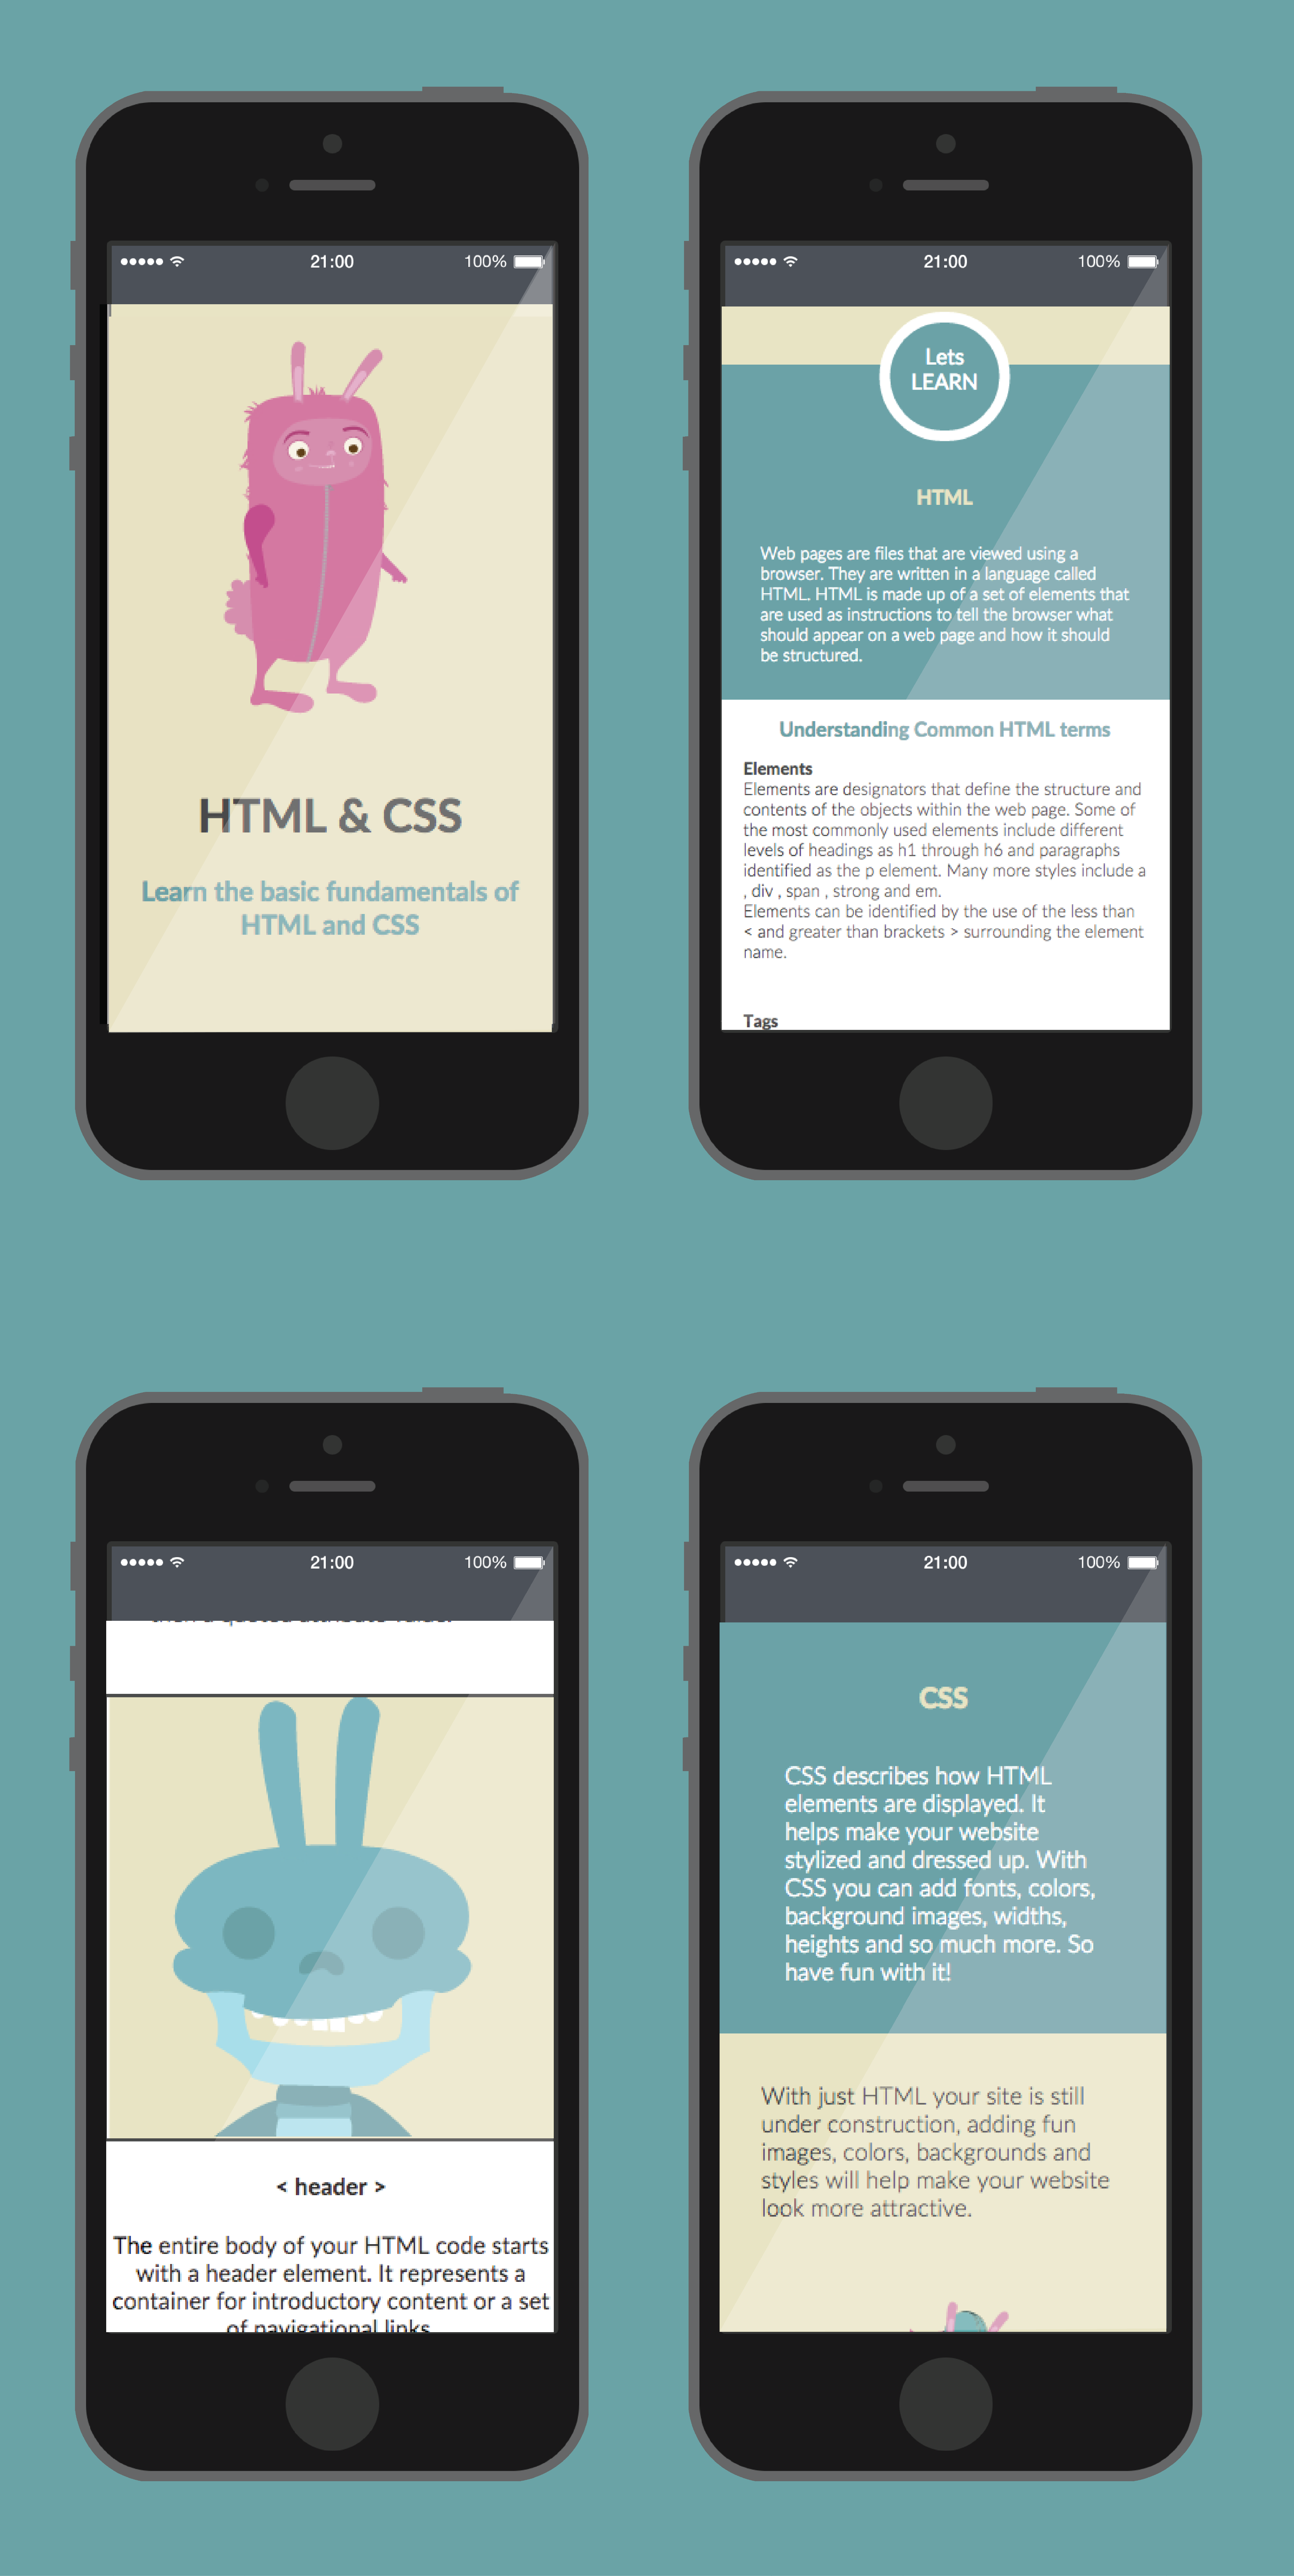 21:00
100%
HTML & CSS
Learn the basic fundamentals of
HTML and CSS
21:00
100%
Lets
LEARN
HTML
Web pages are files that are viewed using a
browser. They are written in a language called
HTML. HTML is made up of a set of elements that
are used as instructions to tell the browser what
should appear on a web page and how it should
be structured.
Understanding Common HTML terms
Elements
Elements are designators that define the structure and
contents of the objects within the web page. Some of
the most commonly used elements include different
levels of headings as h1 through h6 and paragraphs
identified as the p element. Many more styles include a
, div , span , strong and em.
Elements can be identified by the use of the less than
< and greater than brackets > surrounding the element
name.
Tags
21:00
100%
< header >
The entire body of your HTML code starts
with a header element. It represents a
container for introductory content or a set
of navigational links
21:00
100%
CSS
CSS describes how HTML
elements are displayed. It
helps make your website
stylized and dressed up. With
CSS you can add fonts, colors,
background images, widths,
heights and so much more. So
have fun with it!
With just HTML your site is still
under construction, adding fun
images, colors, backgrounds and
styles will help make your website
look more attractive.